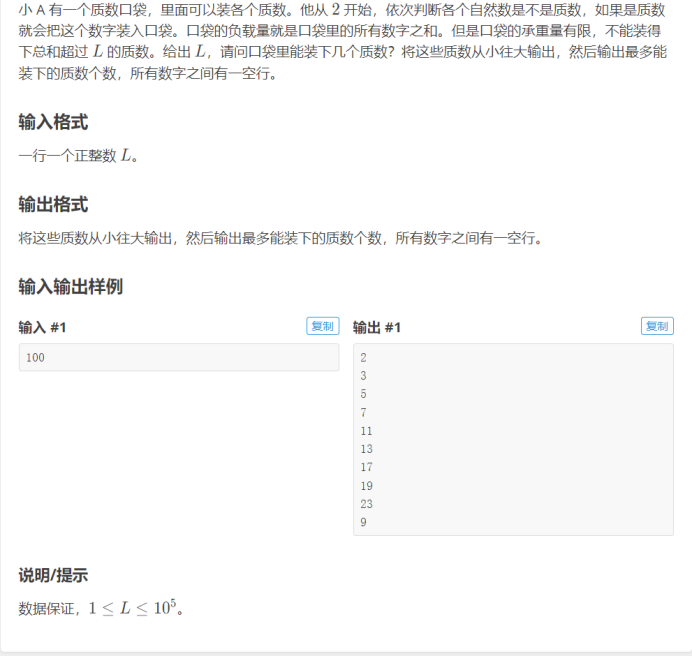 小 A 有一个质数口袋，里面可以装各个质数。他从 2 开始，依次判断各个自然数是不是质数，如果是质数
就会把这个数字装入口袋。口袋的负载量就是口袋里的所有数字之和。但是口袋的承重量有限，不能装得
下总和超过 L 的质数。给出 L，请问口袋里能装下几个质数？将这些质数从小往大输出，然后输出最多能
装下的质数个数，所有数字之间有一空行。
输入格式
一行一个正整数 L。
输出格式
将这些质数从小往大输出，然后输出最多能装下的质数个数，所有数字之间有一空行。
输入输出样例
输入 #1
复制
100
输出 #1
复制
2
3
5
7
11
13
17
19
23
9
说明/提示
数据保证，1 ≤ L ≤ 10⁵。